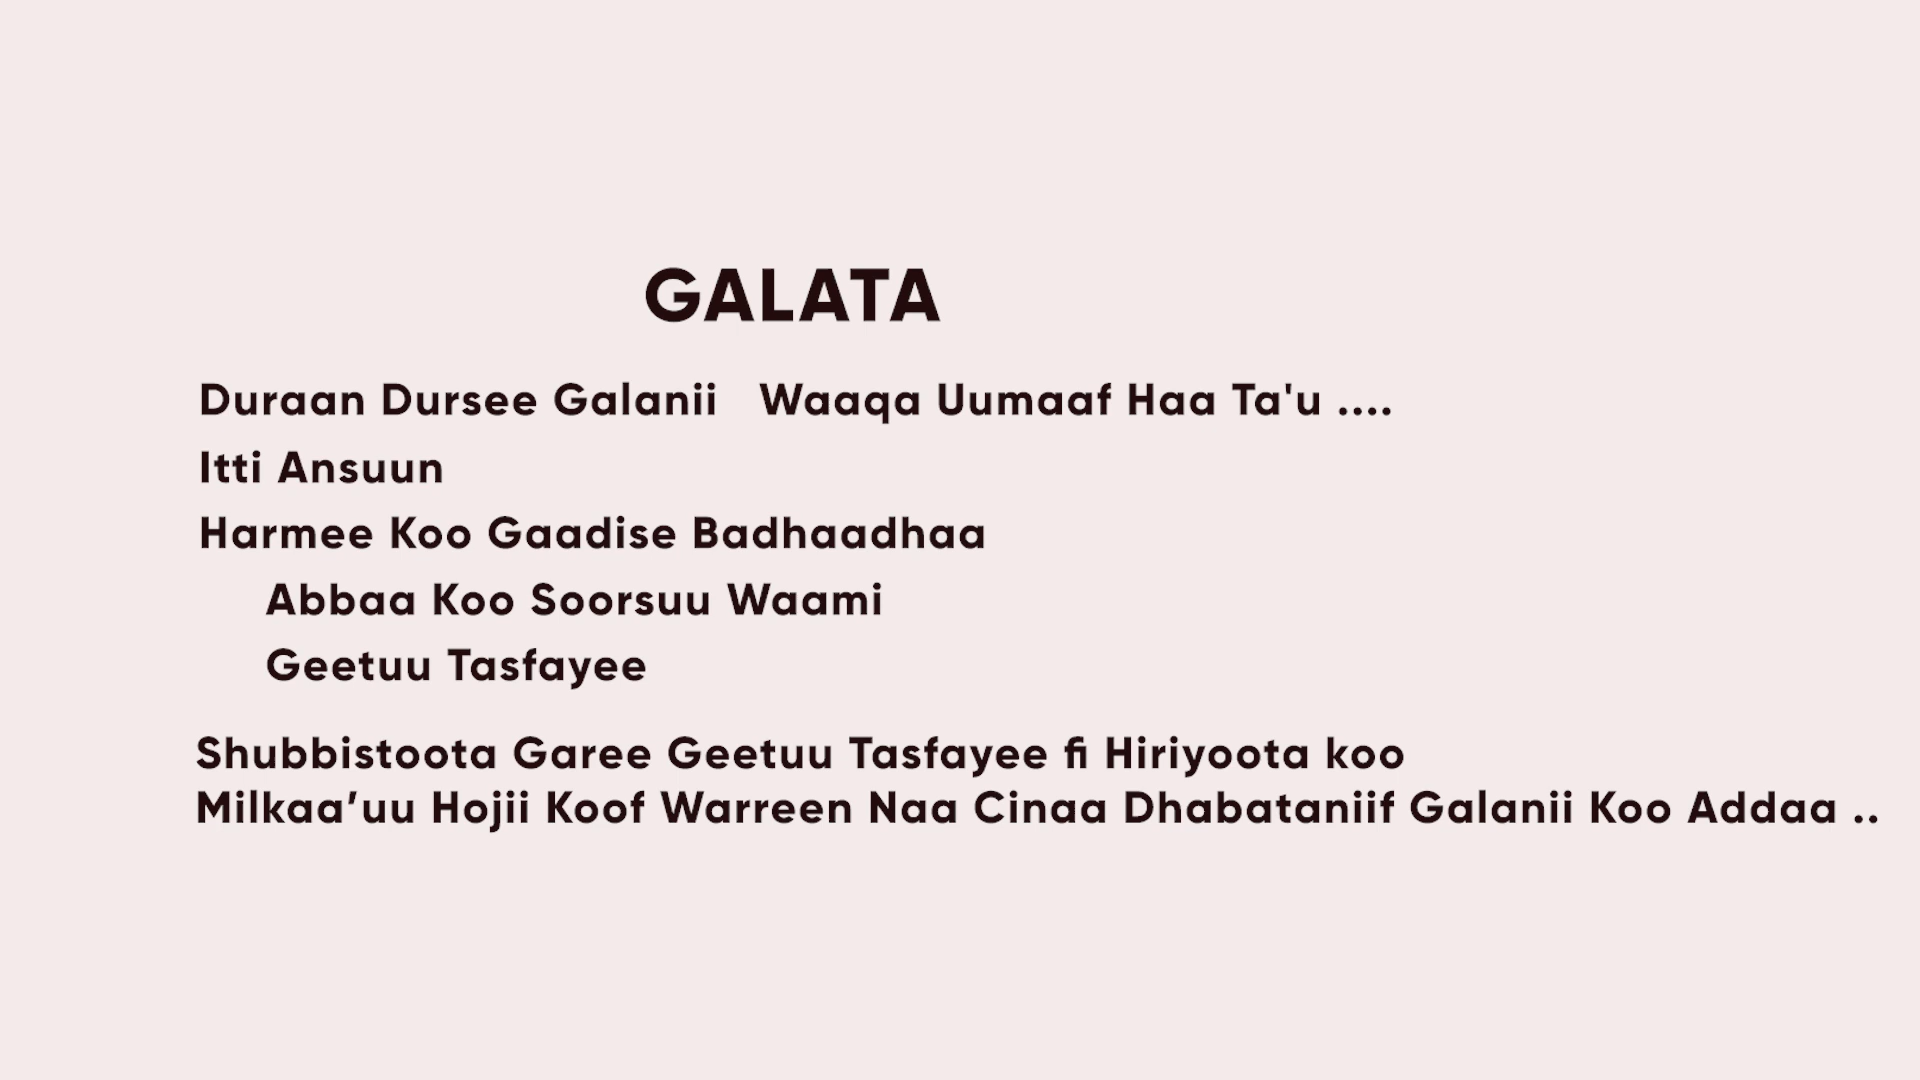 GALATA
Duraan Dursee Galanii Waaqa Uumaaf Haa Ta'u ....
Itti Ansuun
Harmee Koo Gaadise Badhaadhaa
Abbaa Koo Soorsuu Waami
Geetuu Tasfayee
Shubbistoota Garee Geetuu Tasfayee fi Hiriyoota koo
Milkaa’uu Hojii Koof Warreen Naa Cinaa Dhabataniif Galanii Koo Addaa ..